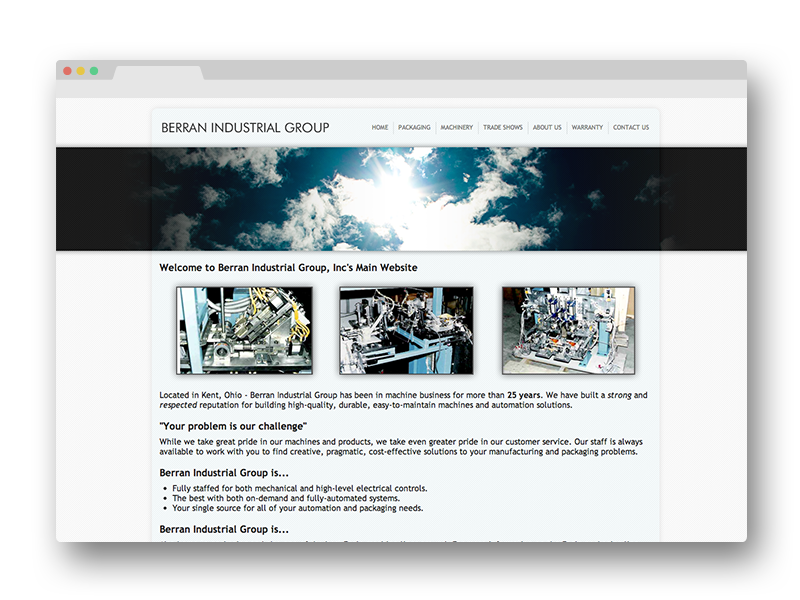 BERRAN INDUSTRIAL GROUP
HOME PACKAGING MACHINERY TRADE SHOWS ABOUT US WARRANTY CONTACT US
Welcome to Berran Industrial Group, Inc's Main Website
Located in Kent, Ohio - Berran Industrial Group has been in machine business for more than 25 years. We have built a strong and
respected reputation for building high-quality, durable, easy-to-maintain machines and automation solutions.
"Your problem is our challenge"
While we take great pride in our machines and products, we take even greater pride in our customer service. Our staff is always
available to work with you to find creative, pragmatic, cost-effective solutions to your manufacturing and packaging problems.
Berran Industrial Group is...
• Fully staffed for both mechanical and high-level electrical controls.
• The best with both on-demand and fully-automated systems.
• Your single source for all of your automation and packaging needs.
Berran Industrial Group is...